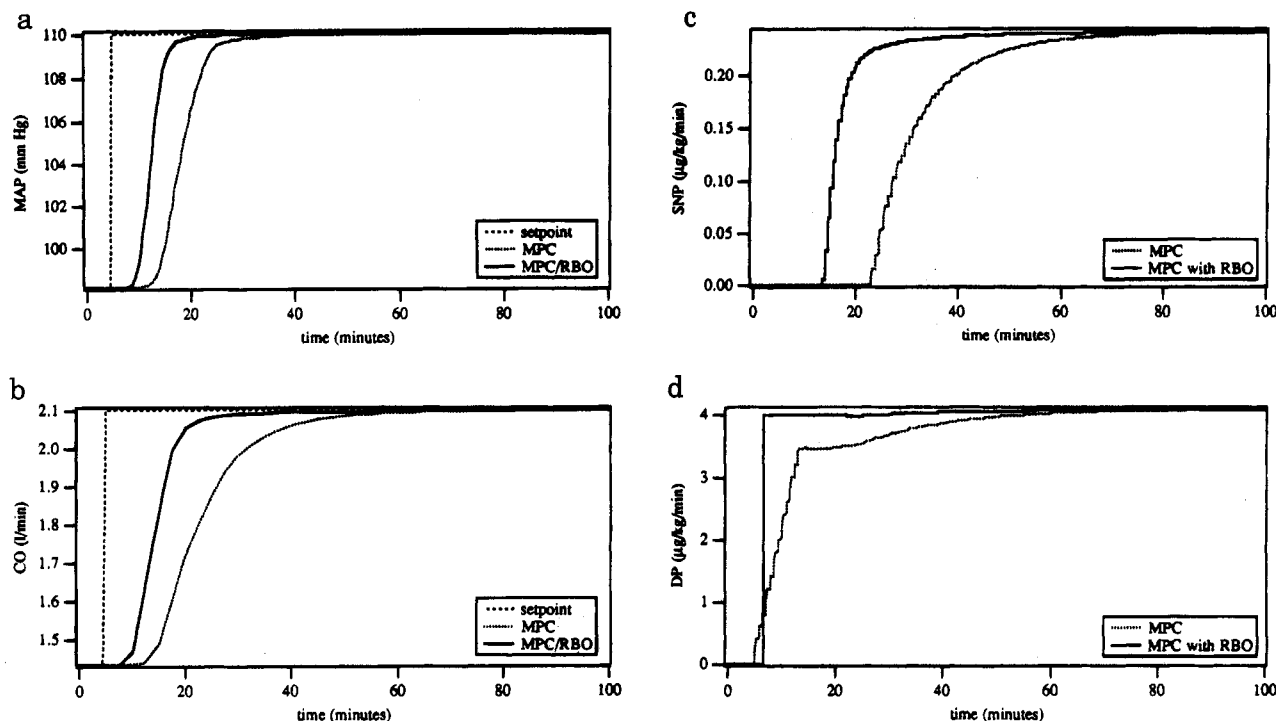 a
MAP (mm Hg)
110
108
106
104
102
100
setpoint
MPC
MPC/RBO
0 20 40 60 80 100
time (minutes)
b
CO (l/min)
2.1
2.0
1.9
1.8
1.7
1.6
1.5
setpoint
MPC
MPC/RBO
0 20 40 60 80 100
time (minutes)
c
SNP (μg/kg/min)
0.20
0.15
0.10
0.05
0.00
MPC
MPC with RBO
0 20 40 60 80 100
time (minutes)
d
DP (μg/kg/min)
4
3
2
1
0
MPC
MPC with RBO
0 20 40 60 80 100
time (minutes)